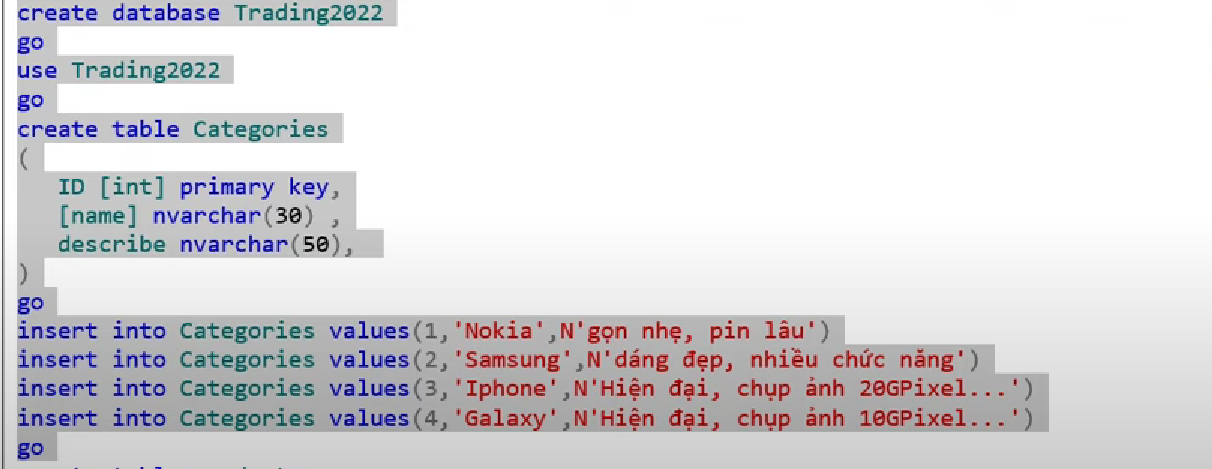 create database Trading2022
go
use Trading2022
go
create table Categories
(
ID [int] primary key,
[name] nvarchar(30) ,
describe nvarchar(50),
)
go
insert into Categories values(1,'Nokia',N'gọn nhẹ, pin lâu')
insert into Categories values(2,'Samsung',N'dáng đẹp, nhiều chức năng')
insert into Categories values(3,'Iphone',N'Hiện đại, chụp ảnh 20GPixel...')
insert into Categories values(4,'Galaxy',N'Hiện đại, chụp ảnh 10GPixel...')
go